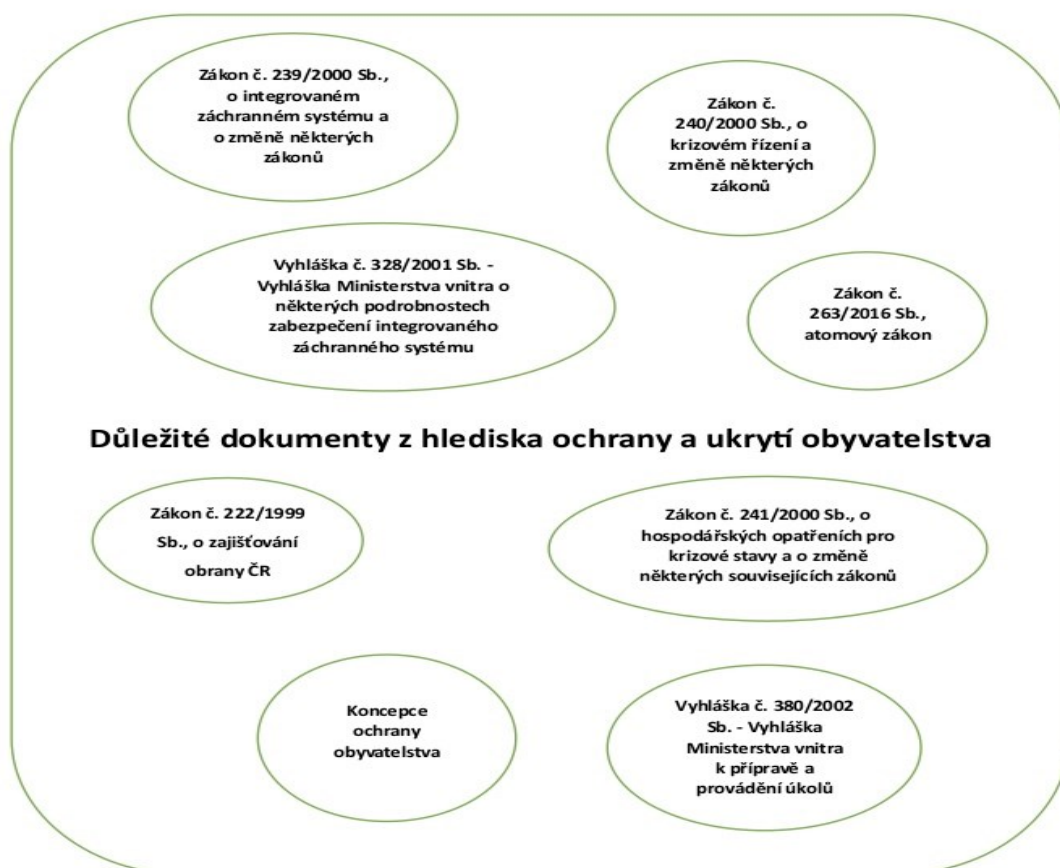 Zákon č. 239/2000 Sb.,
o integrovaném
záchranném systému a
o změně některých
zákonů
Zákon č.
240/2000 Sb., o
krizovém řízení a
změně některých
zákonů
Vyhláška č. 328/2001 Sb. -
Vyhláška Ministerstva vnitra o
některých podrobnostech
zabezpečení integrovaného
záchranného systému
Zákon č.
263/2016 Sb.,
atomový zákon
Důležité dokumenty z hlediska ochrany a ukrytí obyvatelstva
Zákon č. 222/1999
Sb., o zajišťování
obrany ČR
Zákon č. 241/2000 Sb., o
hospodářských opatřeních pro
krizové stavy a o změně
některých souvisejících zákonů
Koncepce
ochrany
obyvatelstva
Vyhláška č. 380/2002
Sb. - Vyhláška
Ministerstva vnitra
k přípravě a
provádění úkolů